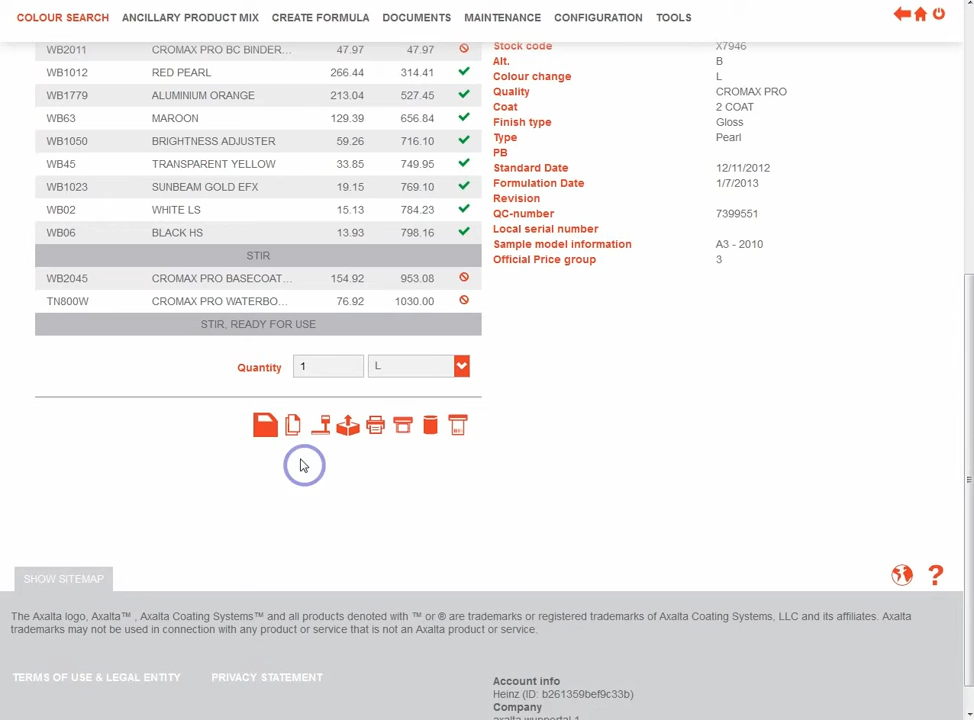 COLOUR SEARCH ANCILLARY PRODUCT MIX CREATE FORMULA DOCUMENTS MAINTENANCE CONFIGURATION TOOLS
WB2011 CROMAX PRO BC BINDER... 47.97 47.97
WB1012 RED PEARL 266.44 314.41
WB1779 ALUMINIUM ORANGE 213.04 527.45
WB63 MAROON 129.39 656.84
WB1050 BRIGHTNESS ADJUSTER 59.26 716.10
WB45 TRANSPARENT YELLOW 33.85 749.95
WB1023 SUNBEAM GOLD EFX 19.15 769.10
WB02 WHITE LS 15.13 784.23
WB06 BLACK HS 13.93 798.16
STIR
WB2045 CROMAX PRO BASECOAT... 154.92 953.08
TN800W CROMAX PRO WATERBO... 76.92 1030.00
STIR, READY FOR USE
Quantity 1 L
Stock code X7946
Alt. B
Colour change L
Quality CROMAX PRO
Coat 2 COAT
Finish type Gloss
Type Pearl
PB
Standard Date 12/11/2012
Formulation Date 1/7/2013
Revision
QC-number 7399551
Local serial number
Sample model information A3 - 2010
Official Price group 3
SHOW SITEMAP
?
The Axalta logo, Axalta™ , Axalta Coating Systems™ and all products denoted with ™ or ® are trademarks or registered trademarks of Axalta Coating Systems, LLC and its affiliates. Axalta
trademarks may not be used in connection with any product or service that is not an Axalta product or service.
TERMS OF USE & LEGAL ENTITY PRIVACY STATEMENT
Account info
Heinz (ID: b261359bef9c33b)
Company
axalta wuppertal 1